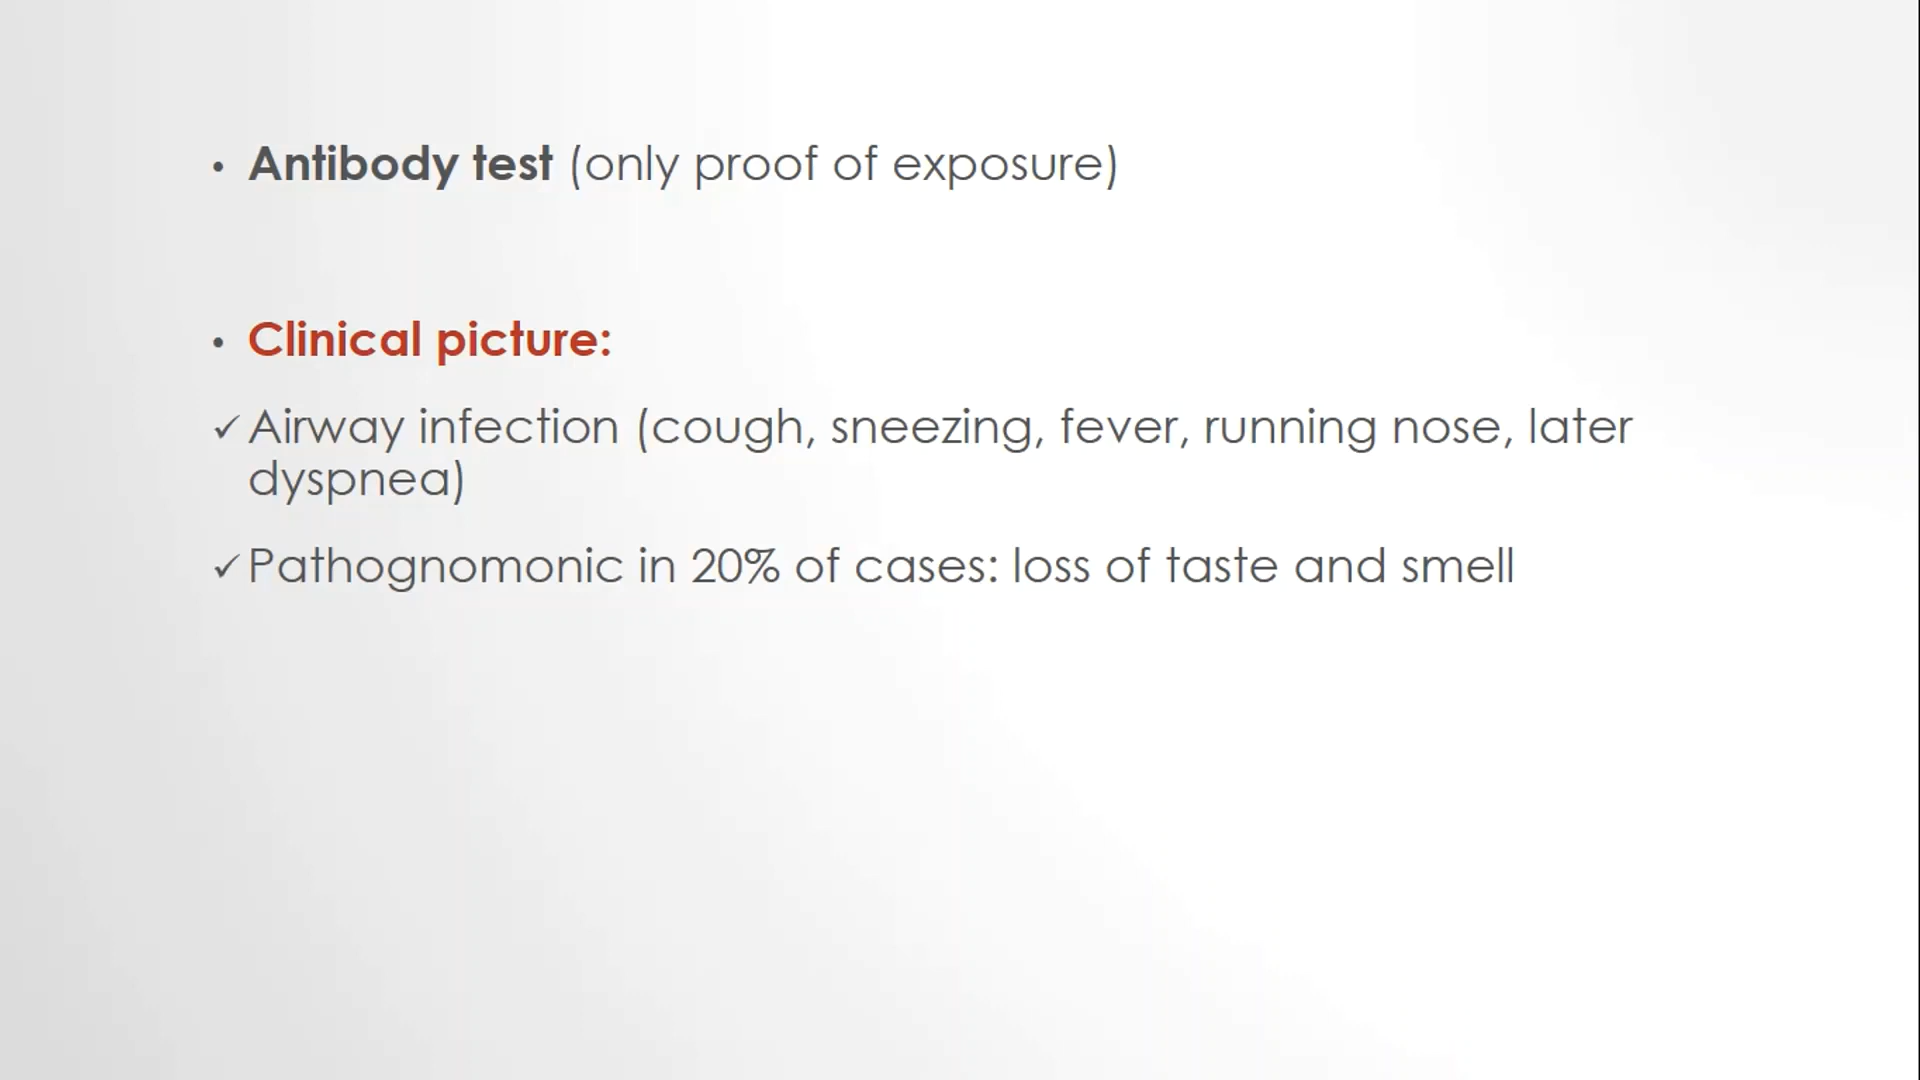 • Antibody test (only proof of exposure)
• Clinical picture:
✓ Airway infection (cough, sneezing, fever, running nose, later
dyspnea)
✓ Pathognomonic in 20% of cases: loss of taste and smell